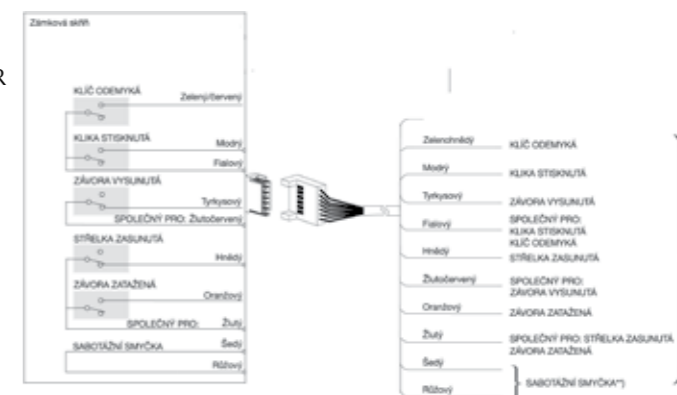 Zámková skříň
R
KLÍČ ODEMYKÁ
Zelený/červený
KLIKA STISKNUTÁ
Modrý
Fialový
ZÁVORA VYSUNUTÁ
Tyrkysový
SPOLEČNÝ PRO: Žlutočervený
STŘELKA ZASUNUTÁ
Hnědý
ZÁVORA ZATAŽENÁ
Oranžový
SPOLEČNÝ PRO: Žlutý
SABOTÁŽNÍ SMYČKA
Šedý
Růžový
Zelenohnědý KLÍČ ODEMYKÁ
Modrý KLIKA STISKNUTÁ
Tyrkysový ZÁVORA VYSUNUTÁ
Fialový SPOLEČNÝ PRO:
KLIKA STISKNUTÁ
KLÍČ ODEMYKÁ
Hnědý STŘELKA ZASUNUTÁ
Žlutočervený SPOLEČNÝ PRO:
ZÁVORA VYSUNUTÁ
Oranžový ZÁVORA ZATAŽENÁ
Žlutý SPOLEČNÝ PRO: STŘELKA ZASUNUTÁ
ZÁVORA ZATAŽENÁ
Šedý
SABOTÁŽNÍ SMYČKA**)
Růžový